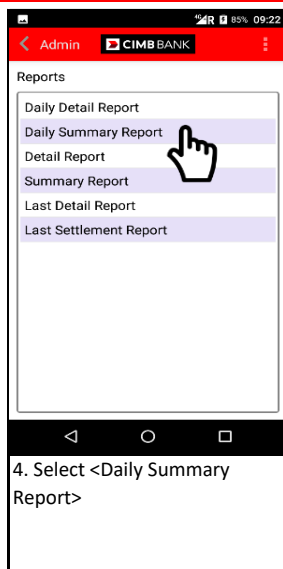 4G R 85% 09:22
Admin CIMB BANK
Reports
Daily Detail Report
Daily Summary Report
Detail Report
Summary Report
Last Detail Report
Last Settlement Report
4. Select <Daily Summary
Report>